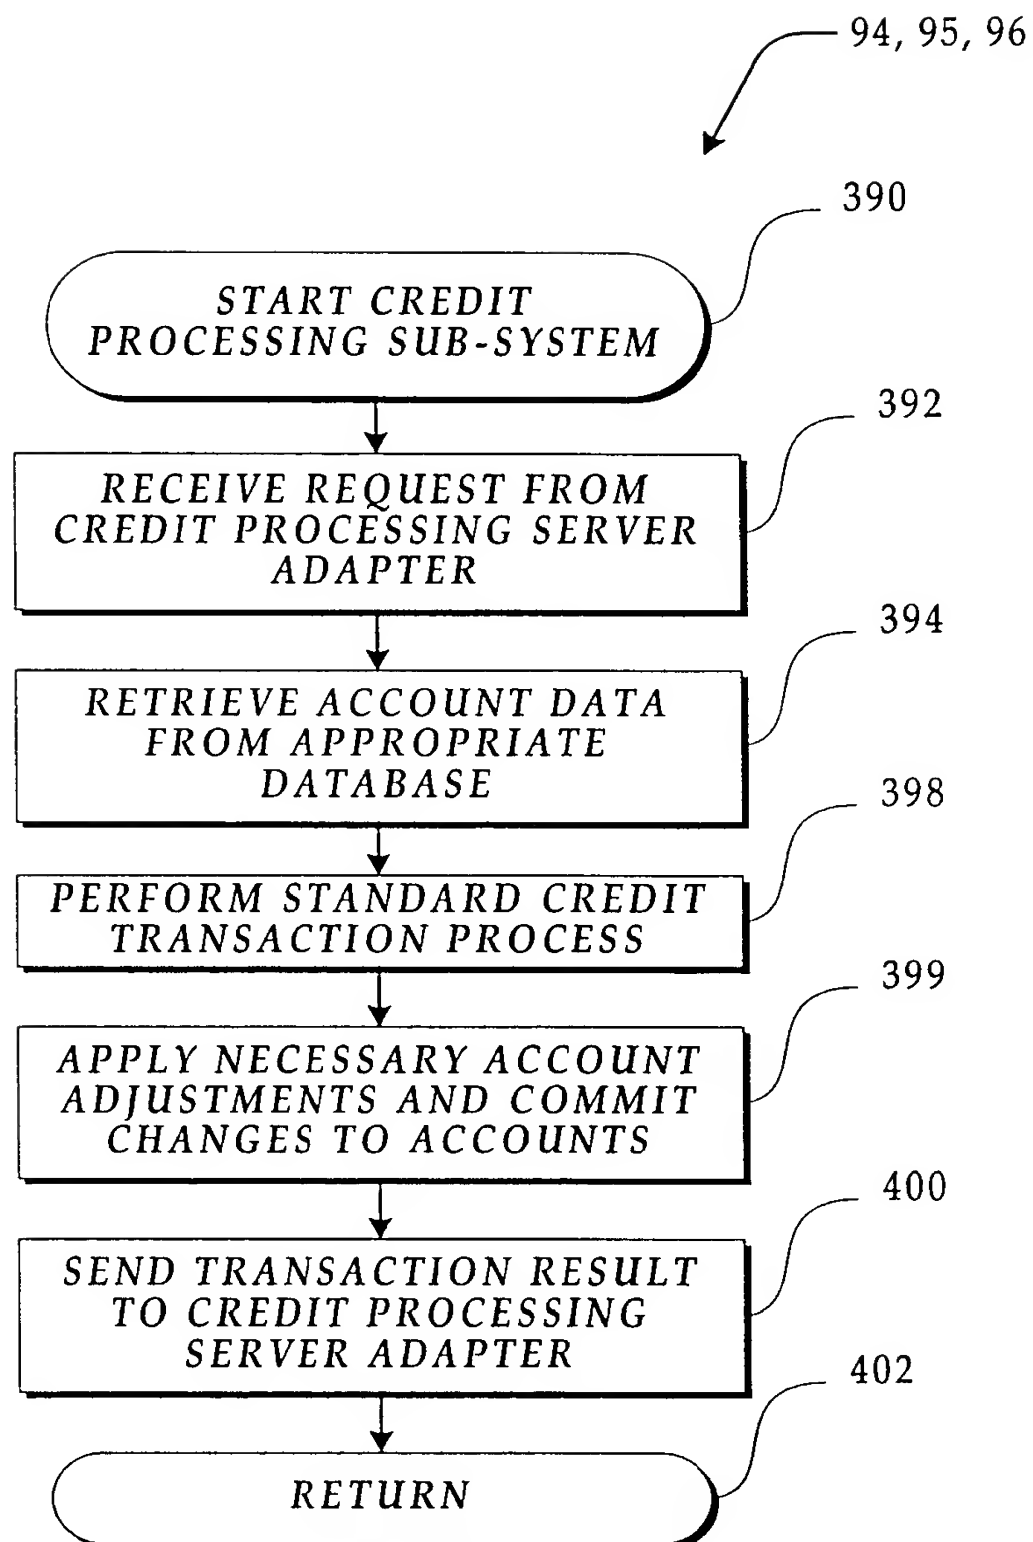 94, 95, 96
390
START CREDIT
PROCESSING SUB-SYSTEM
392
RECEIVE REQUEST FROM
CREDIT PROCESSING SERVER
ADAPTER
394
RETRIEVE ACCOUNT DATA
FROM APPROPRIATE
DATABASE
398
PERFORM STANDARD CREDIT
TRANSACTION PROCESS
399
APPLY NECESSARY ACCOUNT
ADJUSTMENTS AND COMMIT
CHANGES TO ACCOUNTS
400
SEND TRANSACTION RESULT
TO CREDIT PROCESSING
SERVER ADAPTER
402
RETURN